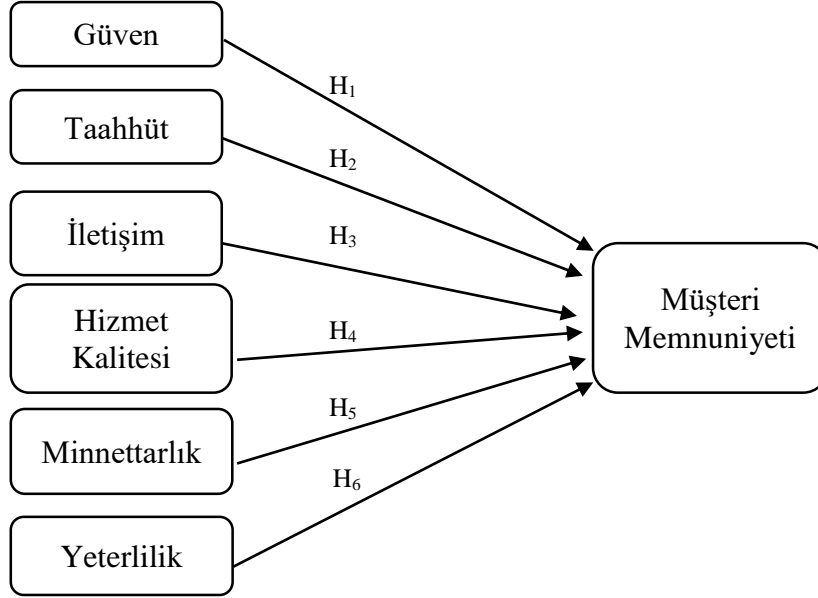 Güven
H₁
Taahhüt
H₂
İletişim
H₃
Hizmet
Kalitesi
H₄
Minnettarlık
H₅
Yeterlilik
H₆
Müşteri
Memnuniyeti